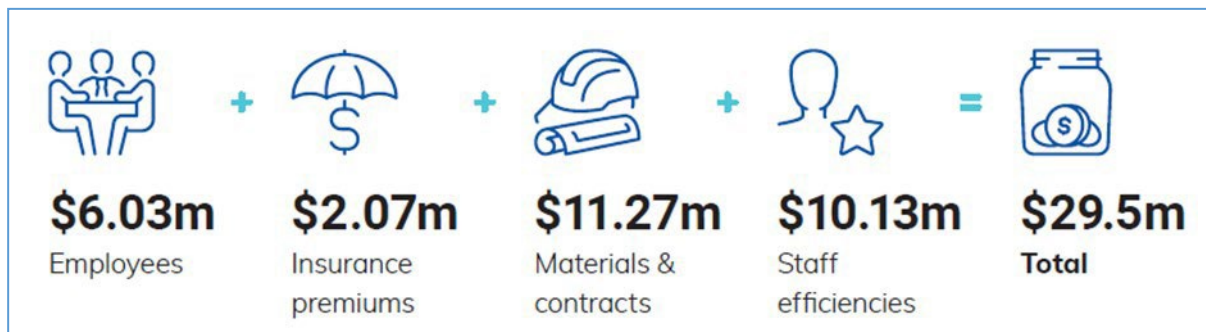 + + + =
$6.03m $2.07m $11.27m $10.13m $29.5m
Employees Insurance premiums Materials & contracts Staff efficiencies Total